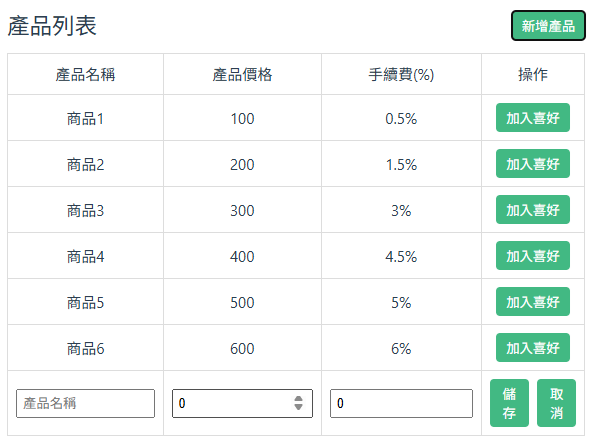 產品列表 新增產品
產品名稱 產品價格 手續費(%) 操作
商品1 100 0.5% 加入喜好
商品2 200 1.5% 加入喜好
商品3 300 3% 加入喜好
商品4 400 4.5% 加入喜好
商品5 500 5% 加入喜好
商品6 600 6% 加入喜好
產品名稱 0 0 儲存 取消